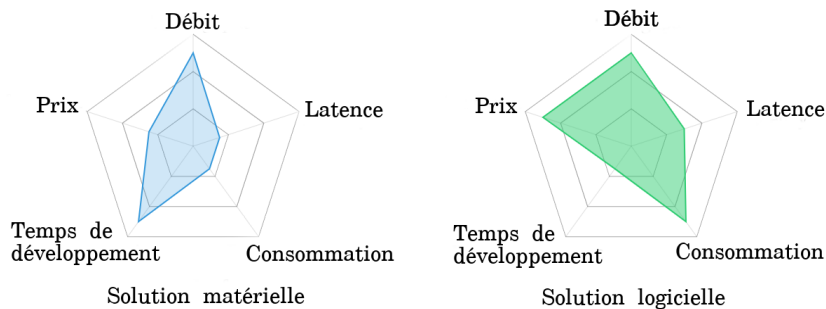 Débit
Prix
Latence
Temps de
développement
Consommation
Solution matérielle
Débit
Prix
Latence
Temps de
développement
Consommation
Solution logicielle